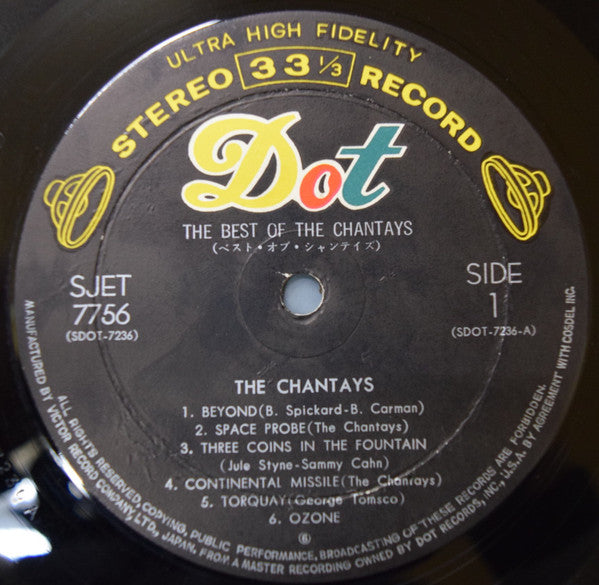 ULTRA HIGH FIDELITY
STEREO 33 1/3 RECORD
Dot
THE BEST OF THE CHANTAYS
(ベスト・オブ・シャンテイズ)
SJET
7756
(SDOT-7236)
SIDE
1
(SDOT-7236-A)
THE CHANTAYS
1. BEYOND(B. Spickard-B. Carman)
2. SPACE PROBE(The Chantays)
3. THREE COINS IN THE FOUNTAIN
(Jule Styne-Sammy Cahn)
4. CONTINENTAL MISSILE(The Chantays)
5. TORQUAY(George Tomsco)
6. OZONE
6
ALL RIGHTS RESERVED, COPYING, PUBLIC PERFORMANCE, BROADCASTING OF THESE RECORDS ARE FORBIDDEN.
MANUFACTURED BY VICTOR RECORD COMPANY LTD., JAPAN, FROM A MASTER RECORDING OWNED BY DOT RECORDS, INC., U.S.A. BY AGREEMENT WITH COSDEL INC.